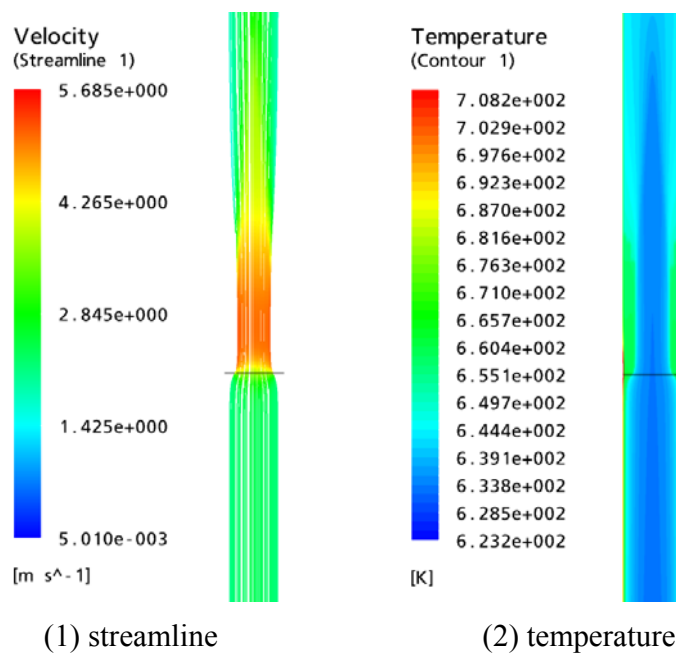 Velocity
(Streamline 1)
5.685e+000
4.265e+000
2.845e+000
1.425e+000
5.010e-003
[m s^-1]
Temperature
(Contour 1)
7.082e+002
7.029e+002
6.976e+002
6.923e+002
6.870e+002
6.816e+002
6.763e+002
6.710e+002
6.657e+002
6.604e+002
6.551e+002
6.497e+002
6.444e+002
6.391e+002
6.338e+002
6.285e+002
6.232e+002
[K]
(1) streamline
(2) temperature